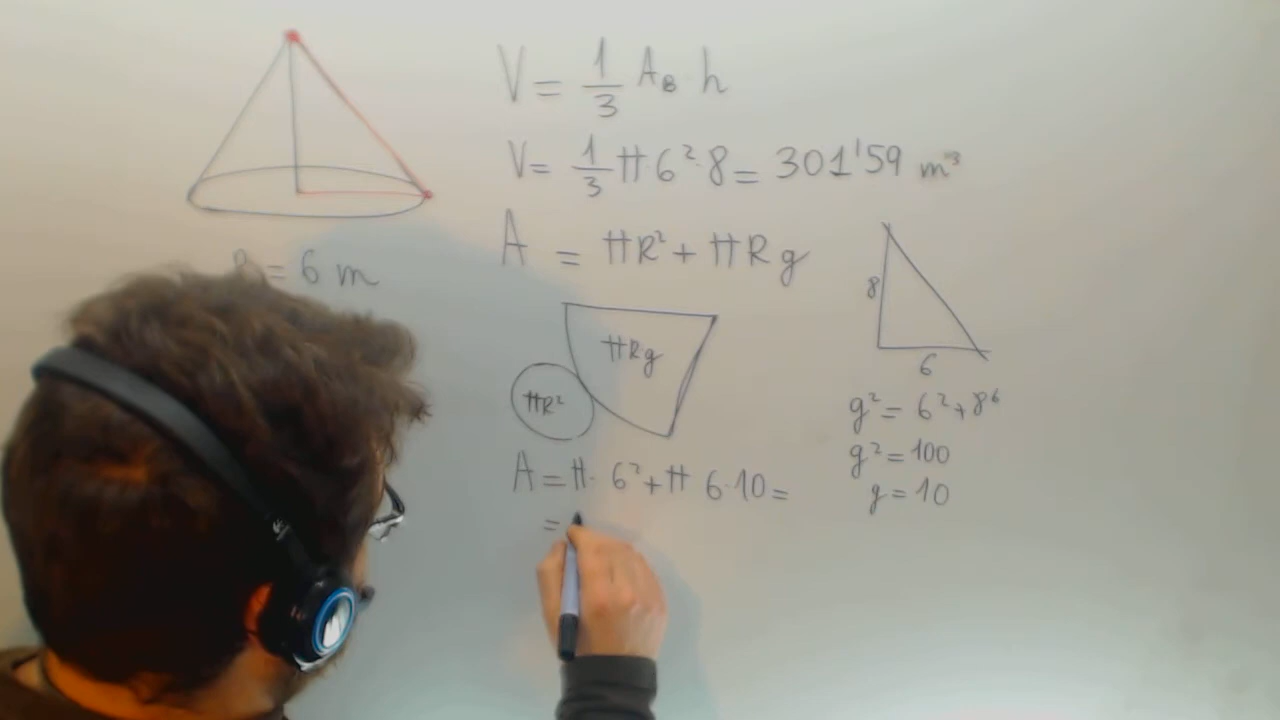 V = 1/3 A_B · h
V = 1/3 π · 6² · 8 = 301'59 m³
A = πR² + πRg
R = 6 m
8
6
πRg
πR²
g² = 6² + 8⁶
g² = 100
g = 10
A = π · 6² + π 6 · 10 =
=